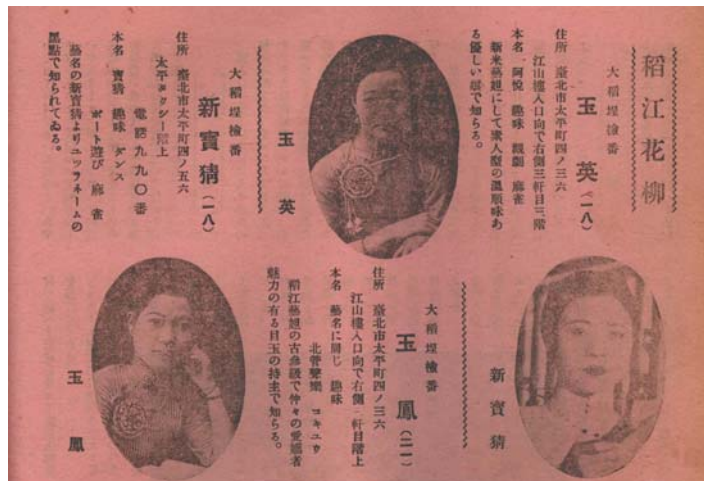 稻江花柳
大稻埕檢番
玉英(一八)
住所 臺北市太平町四ノ三六
江山樓入口向で右側三軒目三階
本名 阿悅 趣味 觀劇 麻雀
新米藝妲にして素人型の溫順味あ
る優しい妓で知らる。
玉英
大稻埕檢番
新寶猜(一八)
住所 臺北市太平町四ノ五六
太平タクシー階上
電話九九〇番
本名 寶猜 趣味 ダンス
ボート遊び 麻雀
藝名の新寶猜よりニックネームの
黑點で知られてゐる。
新寶猜
大稻埕檢番
玉鳳(二一)
住所 臺北市太平町四ノ三六
江山樓入口向で右側 軒目階上
本名 藝名に同じ 趣味
北管 コキユウ
稻江藝妲の古參級で仲々の愛嬌者
魅力の有る目玉の持主で知らる。
玉鳳